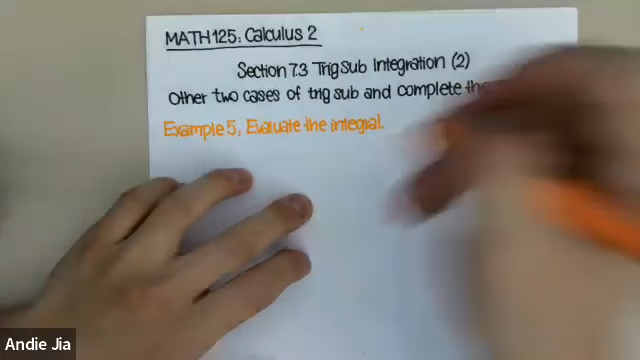 MATH 125: Calculus 2
Section 7.3 Trig Sub Integration (2)
Other two cases of trig sub and complete the
Example 5, Evaluate the integral.
Andie Jia